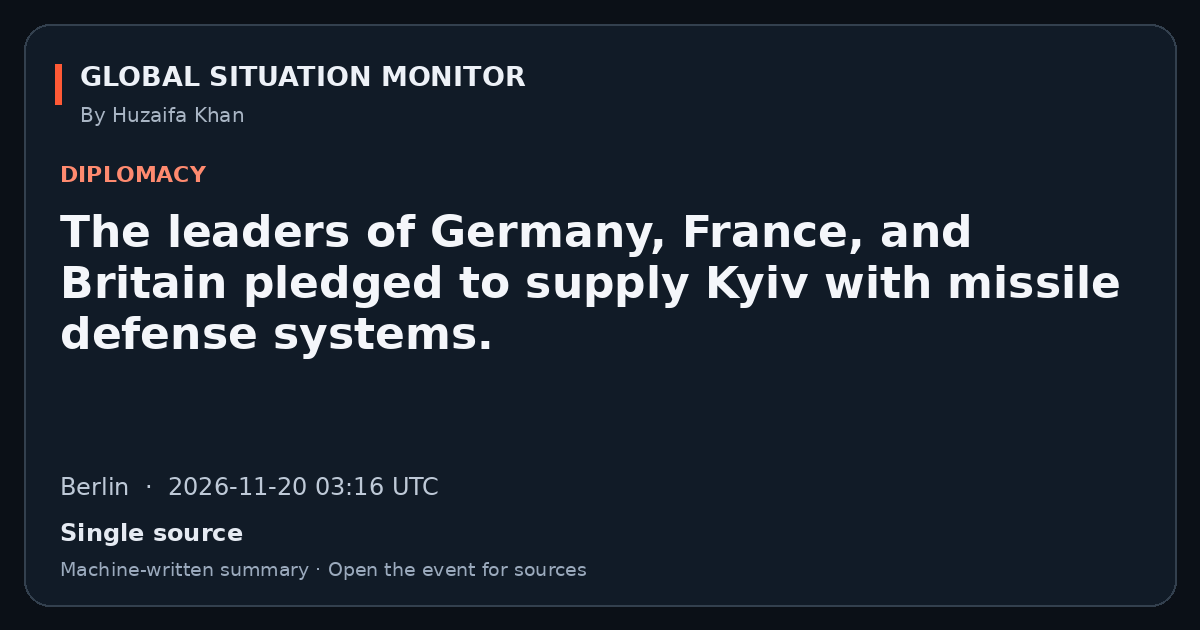 GLOBAL SITUATION MONITOR
By Huzaifa Khan
DIPLOMACY
The leaders of Germany, France, and
Britain pledged to supply Kyiv with missile
defense systems.
Berlin · 2026-11-20 03:16 UTC
Single source
Machine-written summary · Open the event for sources